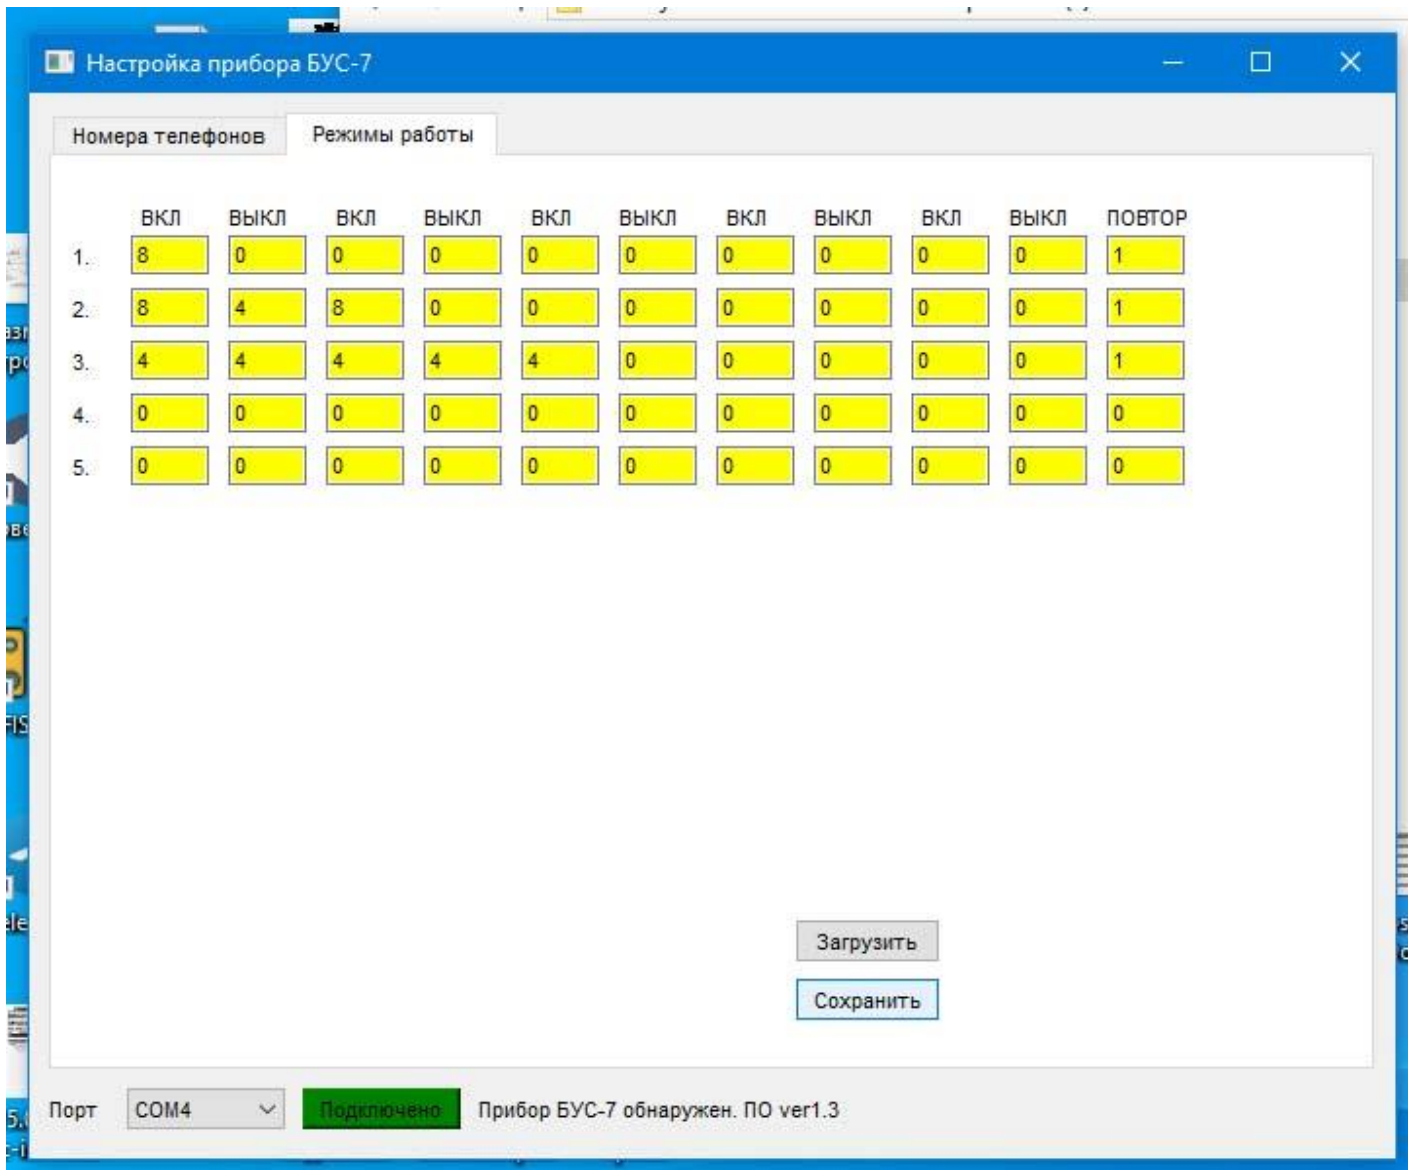 Настройка прибора БУС-7
Номера телефонов Режимы работы
ВКЛ ВЫКЛ ВКЛ ВЫКЛ ВКЛ ВЫКЛ ВКЛ ВЫКЛ ВКЛ ВЫКЛ ПОВТОР
1. 8 0 0 0 0 0 0 0 0 0 1
2. 8 4 8 0 0 0 0 0 0 0 1
3. 4 4 4 4 4 0 0 0 0 0 1
4. 0 0 0 0 0 0 0 0 0 0 0
5. 0 0 0 0 0 0 0 0 0 0 0
Загрузить
Сохранить
Порт COM4 Подключено Прибор БУС-7 обнаружен. ПО ver1.3